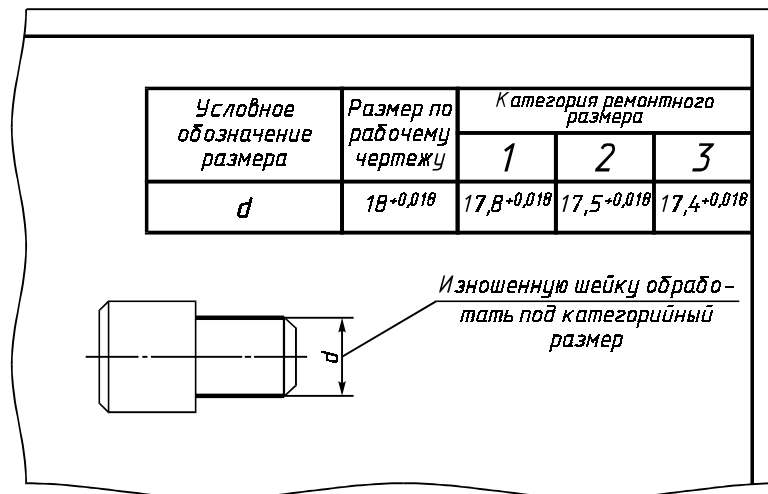 Условное
обозначение
размера
Размер по
рабочему
чертежу
Категория ремонтного
размера
1 2 3
d 18+0,018 17,8+0,018 17,5+0,018 17,4+0,018
Изношенную шейку обрабо-
тать под категорийный
размер
d